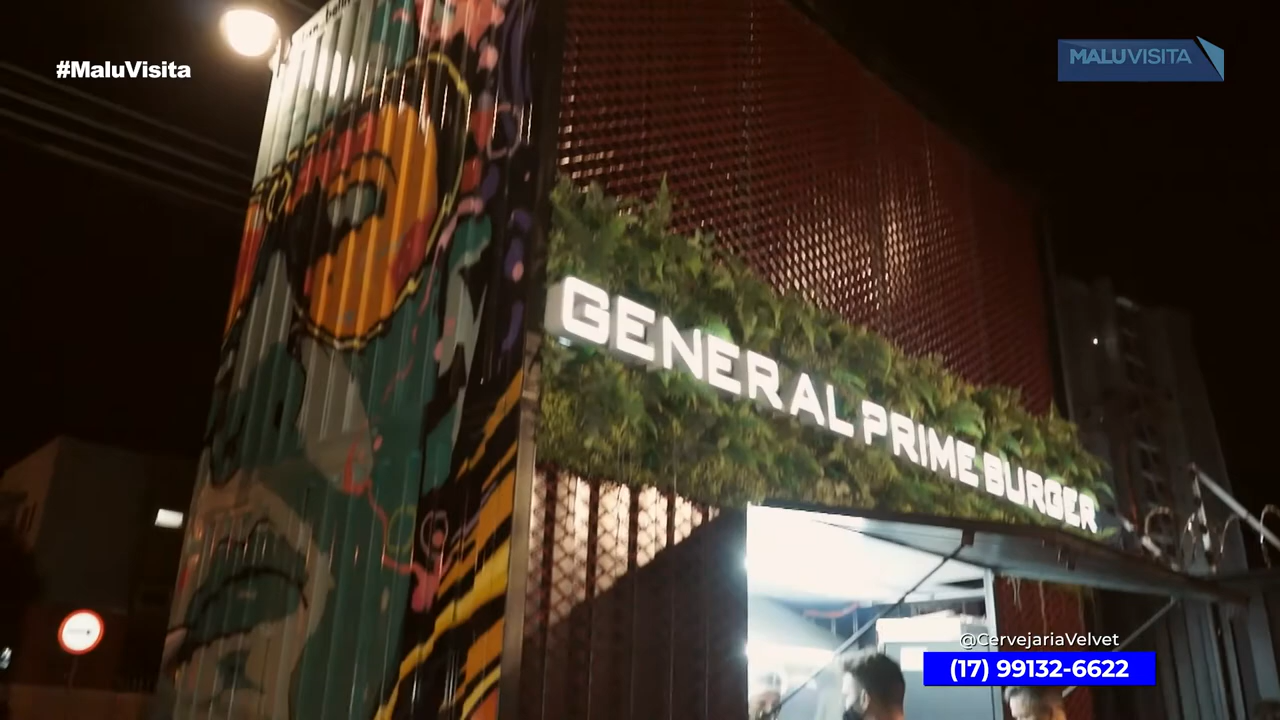 #MaluVisita
MALUVISITA
GENERAL PRIME BURGER
@CervejariaVelvet
(17) 99132-6622